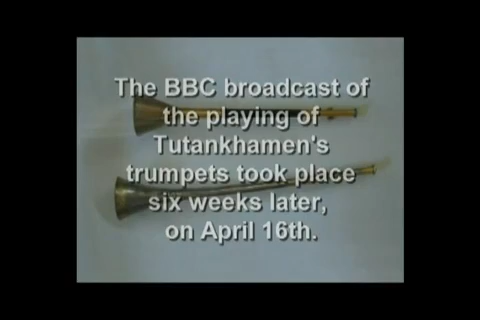 The BBC broadcast of
the playing of
Tutankhamen's
trumpets took place
six weeks later,
on April 16th.